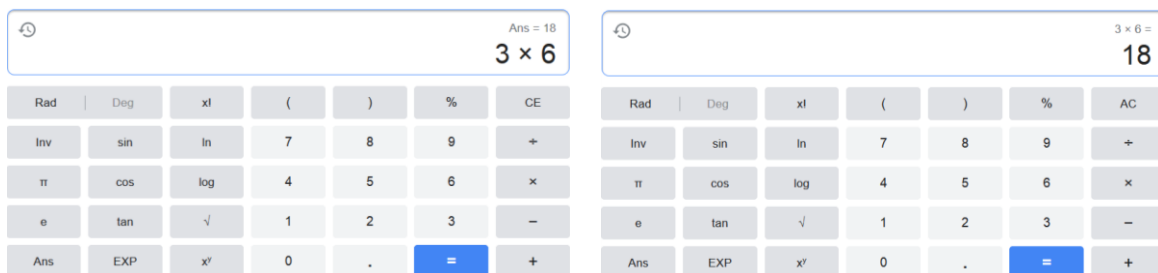 Ans = 18
3 × 6
Rad | Deg x! ( ) % CE
Inv sin ln 7 8 9 ÷
π cos log 4 5 6 ×
e tan √ 1 2 3 −
Ans EXP xʸ 0 . = +
3 × 6 =
18
Rad | Deg x! ( ) % AC
Inv sin ln 7 8 9 ÷
π cos log 4 5 6 ×
e tan √ 1 2 3 −
Ans EXP xʸ 0 . = +